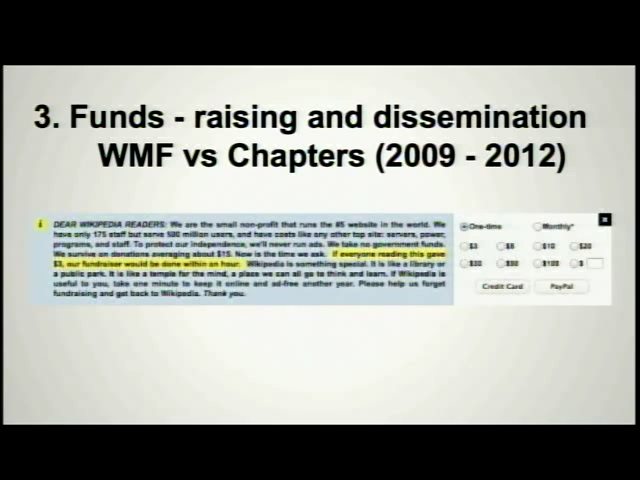 3. Funds - raising and dissemination
WMF vs Chapters (2009 - 2012)
DEAR WIKIPEDIA READERS: We are the small non-profit that runs the #5 website in the world. We
have only 175 staff but serve 500 million users, and have costs like any other top site: servers, power,
programs, and staff. To protect our independence, we'll never run ads. We take no government funds.
We survive on donations averaging about $15. Now is the time we ask. If everyone reading this gave
$3, our fundraiser would be done within an hour. Wikipedia is something special. It is like a library or
a public park. It is like a temple for the mind, a place we can all go to think and learn. If Wikipedia is
useful to you, take one minute to keep it online and ad-free another year. Please help us forget
fundraising and get back to Wikipedia. Thank you.
One-time Monthly*
$3 $5 $10 $20
$30 $50 $100 $
Credit Card PayPal